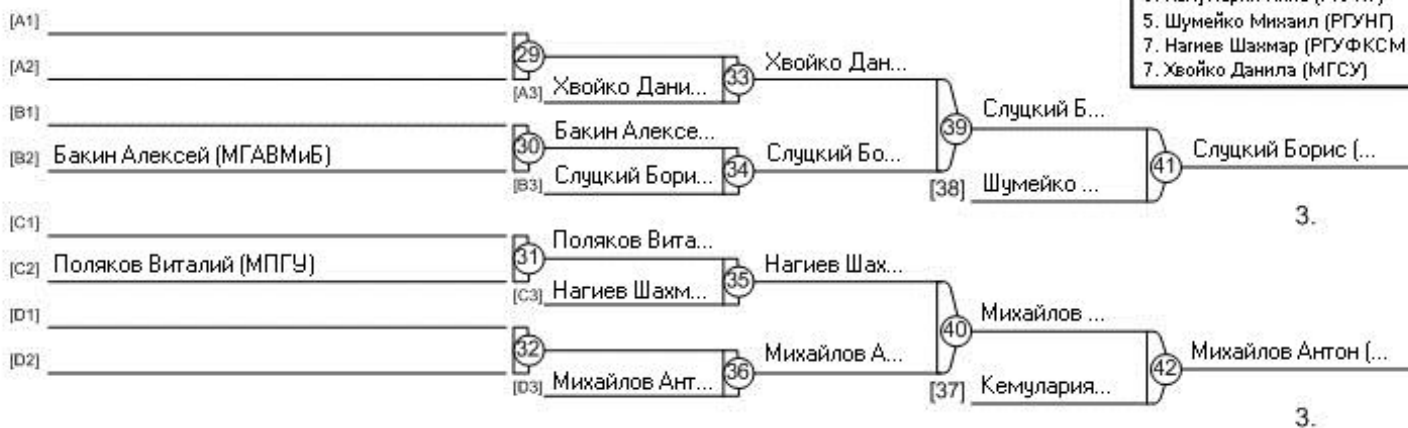 5. Шумейко Михаил (РГУНГ)
7. Нагиев Шахмар (РГУФКСМ
7. Хвойко Данила (МГСУ)
[A1]
[A2]
29
[A3] Хвойко Дани...
33
Хвойко Дан...
[B1]
[B2] Бакин Алексей (МГАВМиБ)
30
Бакин Алексе...
[B3] Слуцкий Бори...
34
Слуцкий Бо...
39
Слуцкий Б...
[38] Шумейко ...
41
Слуцкий Борис (...
3.
[C1]
[C2] Поляков Виталий (МПГУ)
31
Поляков Вита...
[C3] Нагиев Шахм...
35
Нагиев Шах...
[D1]
[D2]
32
[D3] Михайлов Ант...
36
Михайлов А...
40
Михайлов ...
[37] Кемулария...
42
Михайлов Антон (...
3.